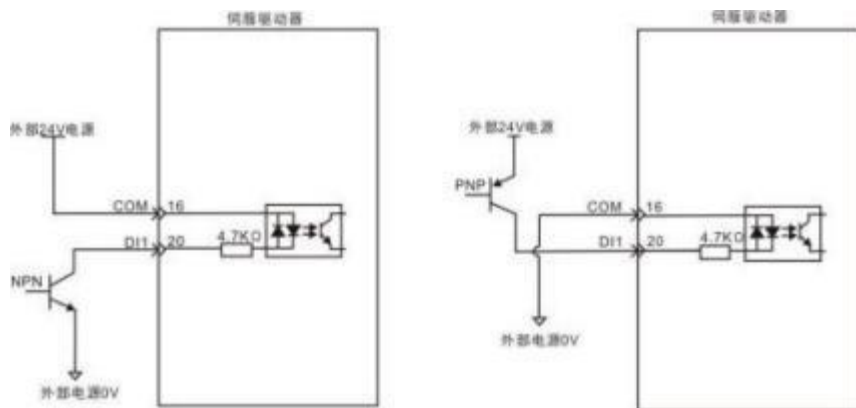 伺服驱动器
外部24V电源
COM
16
DI1
20
4.7KΩ
NPN
外部电源0V
伺服驱动器
外部24V电源
PNP
COM
16
DI1
20
4.7KΩ
外部电源0V